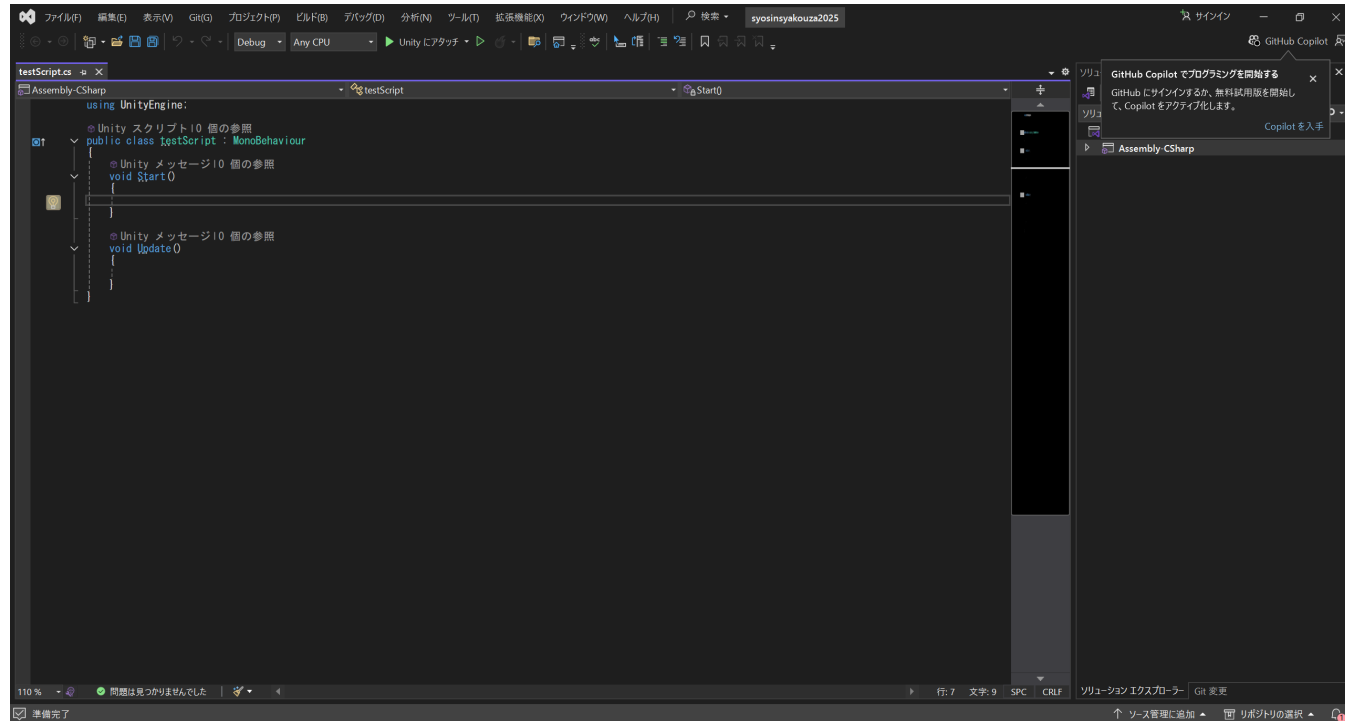 ファイル(F) 編集(E) 表示(V) Git(G) プロジェクト(P) ビルド(B) デバッグ(D) 分析(N) ツール(T) 拡張機能(X) ウィンドウ(W) ヘルプ(H) 検索 syosinsyakouza2025 サインイン
Debug Any CPU Unity にアタッチ GitHub Copilot
testScript.cs
Assembly-CSharp testScript Start()
using UnityEngine;
Unity スクリプト|0 個の参照
public class testScript : MonoBehaviour
{
Unity メッセージ|0 個の参照
void Start()
{
}
Unity メッセージ|0 個の参照
void Update()
{
}
}
ソリュ
GitHub Copilot でプログラミングを開始する
GitHub にサインインするか、無料試用版を開始し
て、Copilot をアクティブ化します。
Copilot を入手
ソリュ
Assembly-CSharp
110 % 問題は見つかりませんでした 行: 7 文字: 9 SPC CRLF
ソリューション エクスプローラー Git 変更
準備完了 ソース管理に追加 リポジトリの選択